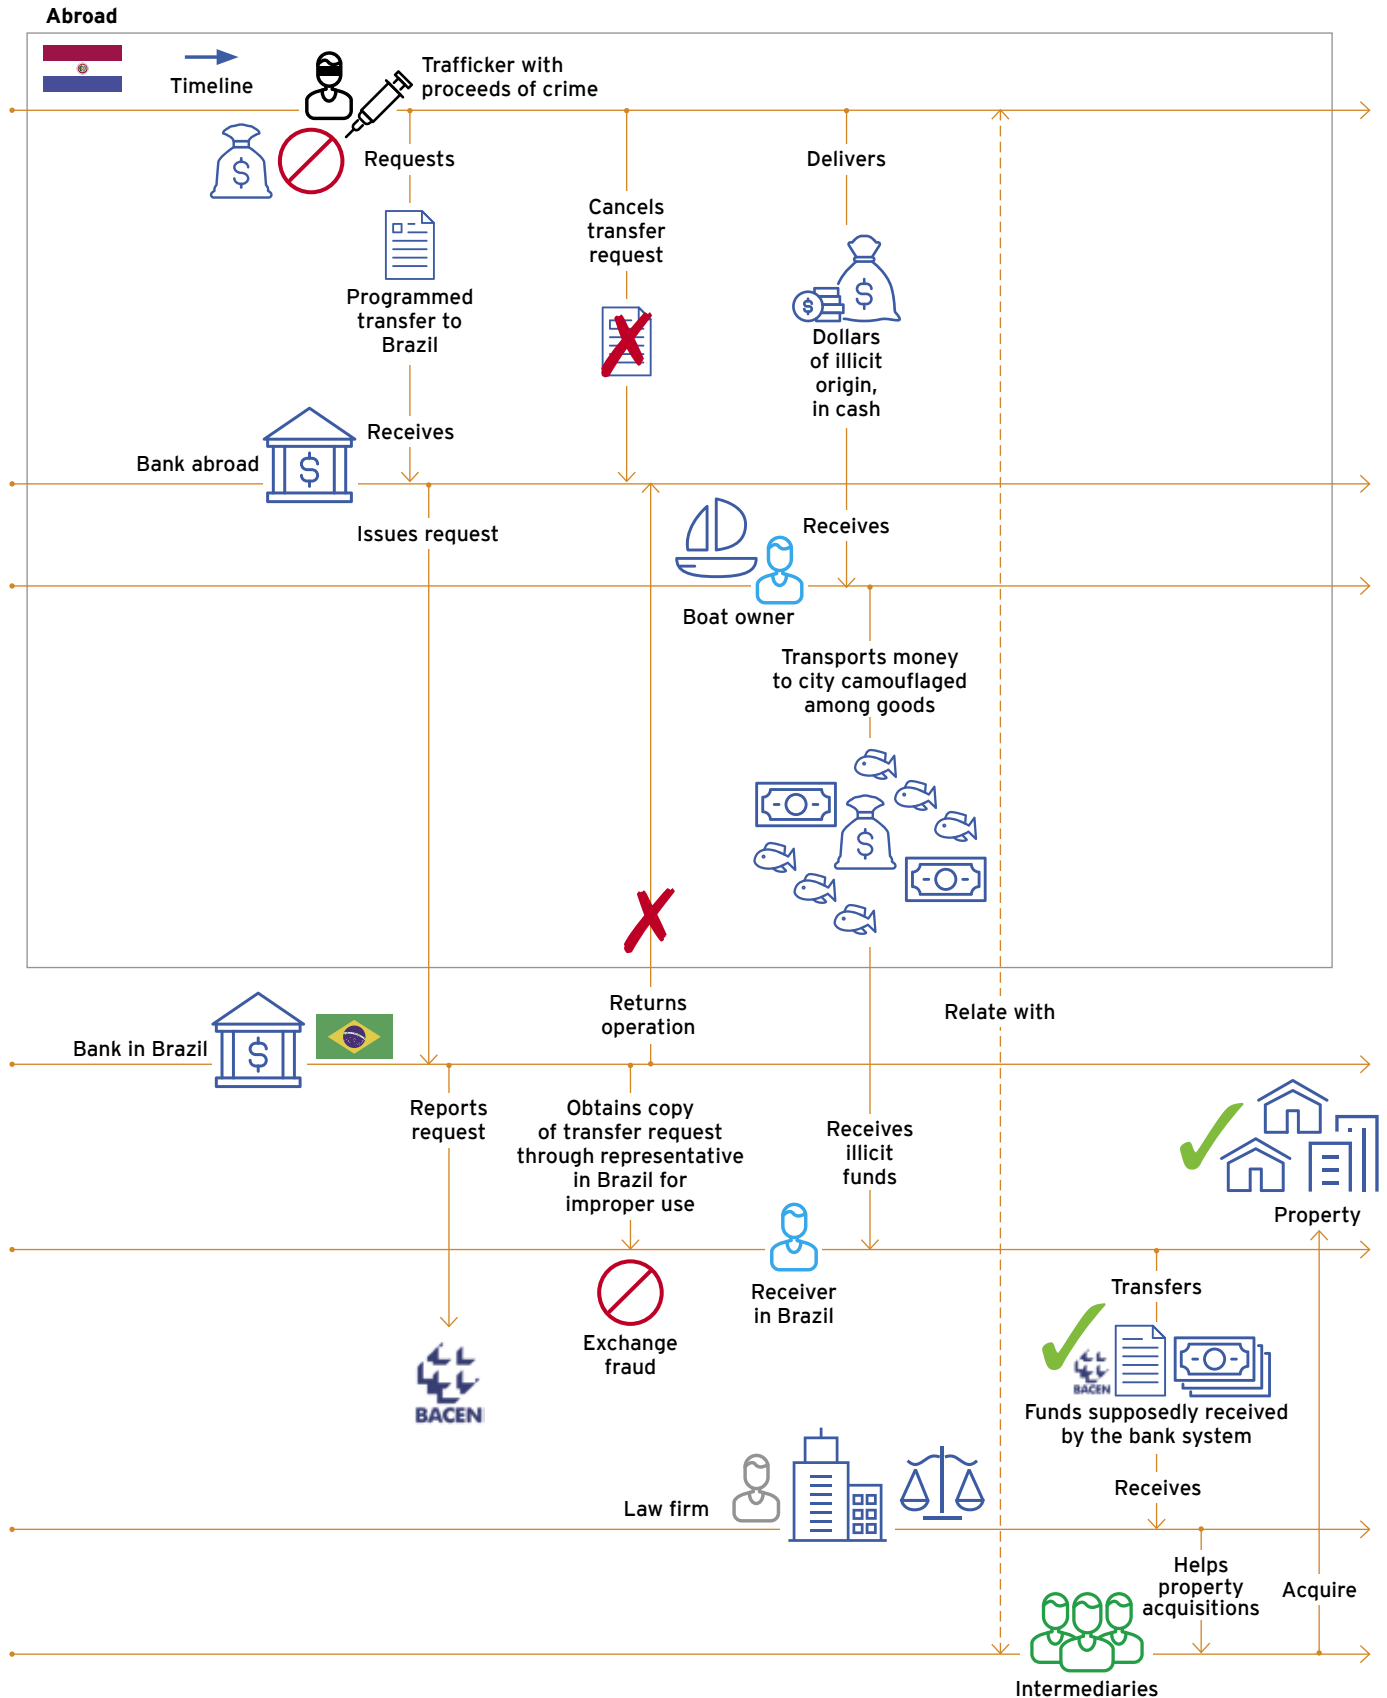 Abroad
Timeline
Trafficker with
proceeds of crime
$
Requests
Delivers
Cancels
transfer
request
$
$
Programmed
transfer to
Brazil
Dollars
of illicit
origin,
in cash
Receives
Bank abroad
$
Issues request
Receives
Boat owner
Transports money
to city camouflaged
among goods
$
Returns
operation
Relate with
Bank in Brazil
$
Reports
request
Obtains copy
of transfer request
through representative
in Brazil for
improper use
Receives
illicit
funds
Property
Receiver
in Brazil
Transfers
Exchange
fraud
BACEN
BACEN
Funds supposedly received
by the bank system
Receives
Law firm
Helps
property
acquisitions
Acquire
Intermediaries